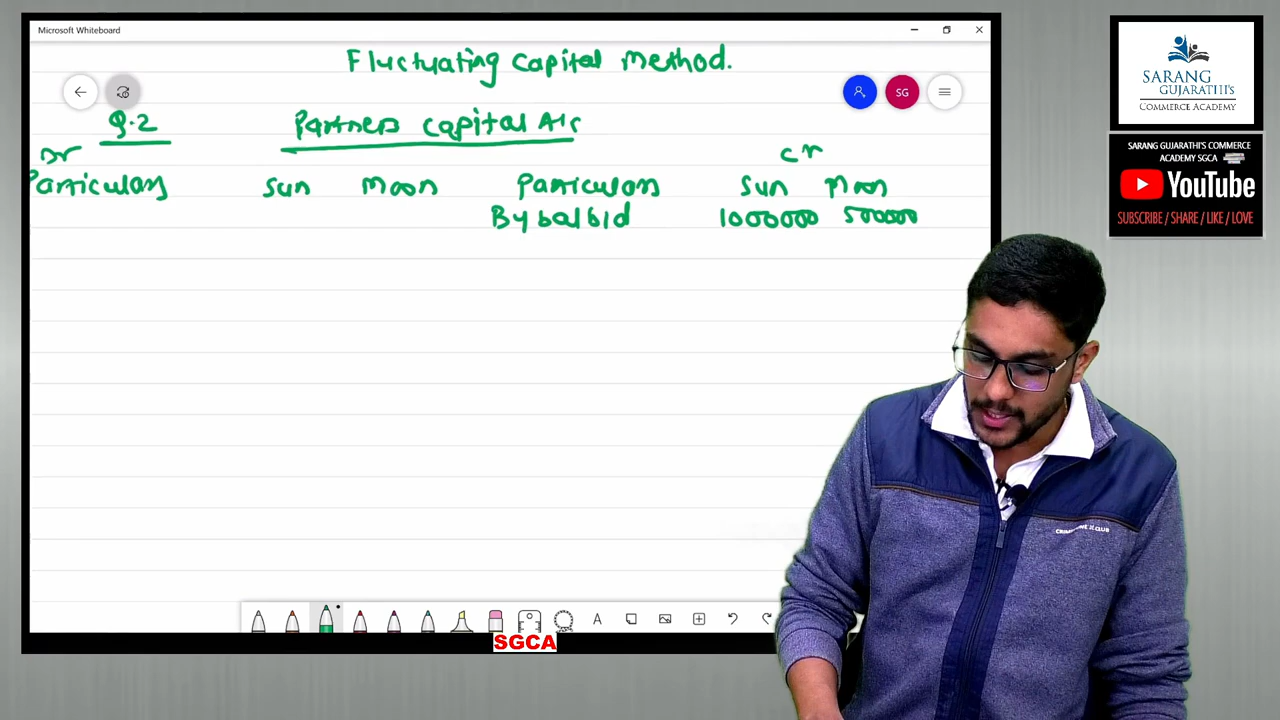 Microsoft Whiteboard
Fluctuating Capital Method.
SG
Q.2
Partners Capital A/c
Dr
Cr
Particulars Sun Moon Particulars Sun Moon
By bal b/d 1000000 500000
A
SGCA
SARANG
GUJARATHI'S
COMMERCE ACADEMY
SARANG GUJARATHI'S COMMERCE
ACADEMY SGCA
YouTube
SUBSCRIBE / SHARE / LIKE / LOVE